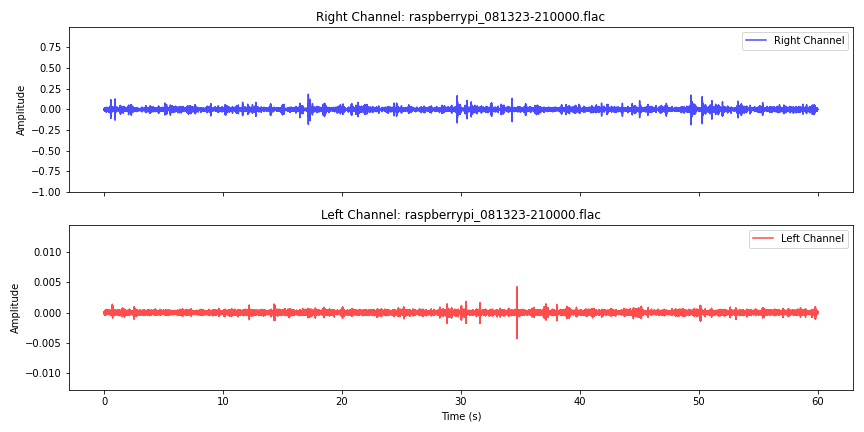 Right Channel: raspberrypi_081323-210000.flac
Right Channel
0.75
0.50
0.25
0.00
−0.25
−0.50
−0.75
−1.00
Amplitude
Left Channel: raspberrypi_081323-210000.flac
Left Channel
0.010
0.005
0.000
−0.005
−0.010
Amplitude
0 10 20 30 40 50 60
Time (s)